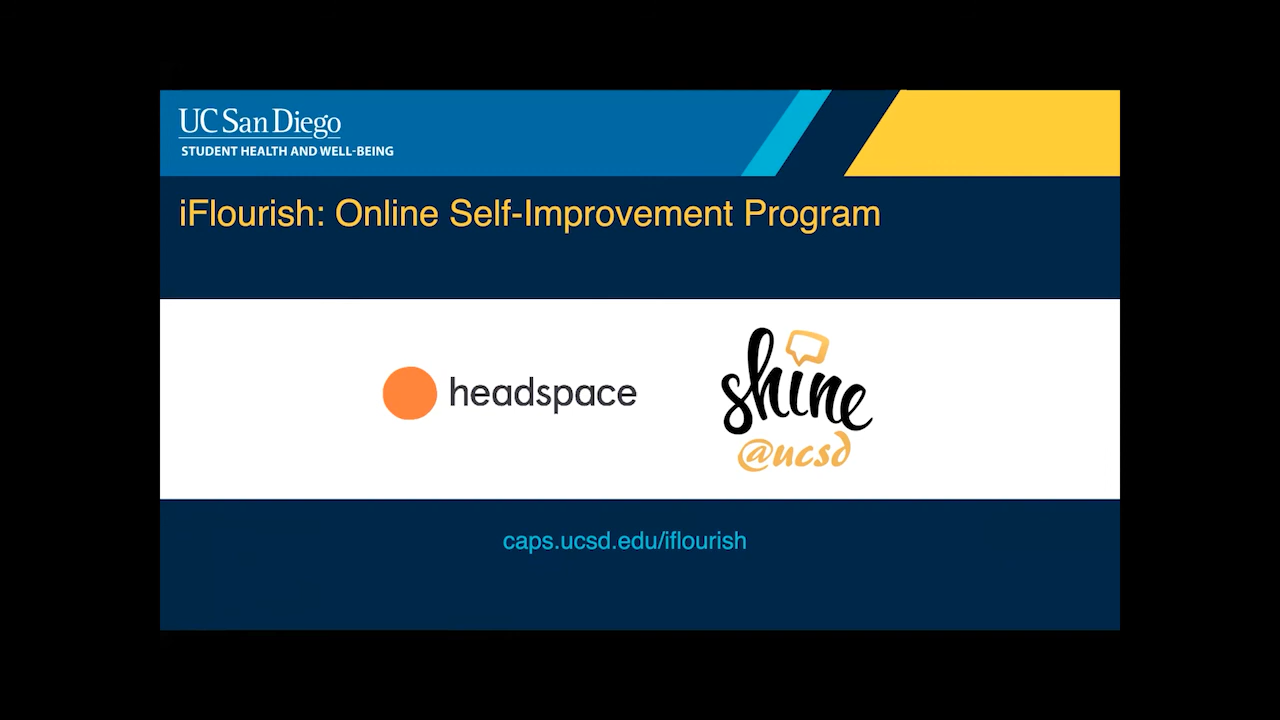 UC San Diego
STUDENT HEALTH AND WELL-BEING
iFlourish: Online Self-Improvement Program
headspace
shine
@ucsd
caps.ucsd.edu/iflourish